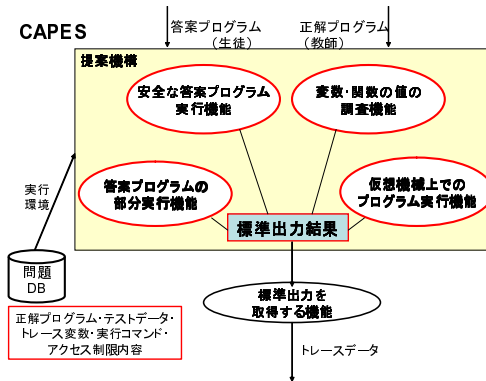 CAPES
答案プログラム
(生徒)
正解プログラム
(教師)
提案機構
安全な答案プログラム
実行機能
変数・関数の値の
調査機能
答案プログラムの
部分実行機能
仮想機械上での
プログラム実行機能
標準出力結果
実行
環境
問題
DB
標準出力を
取得する機能
正解プログラム・テストデータ・
トレース変数・実行コマンド・
アクセス制限内容
トレースデータ